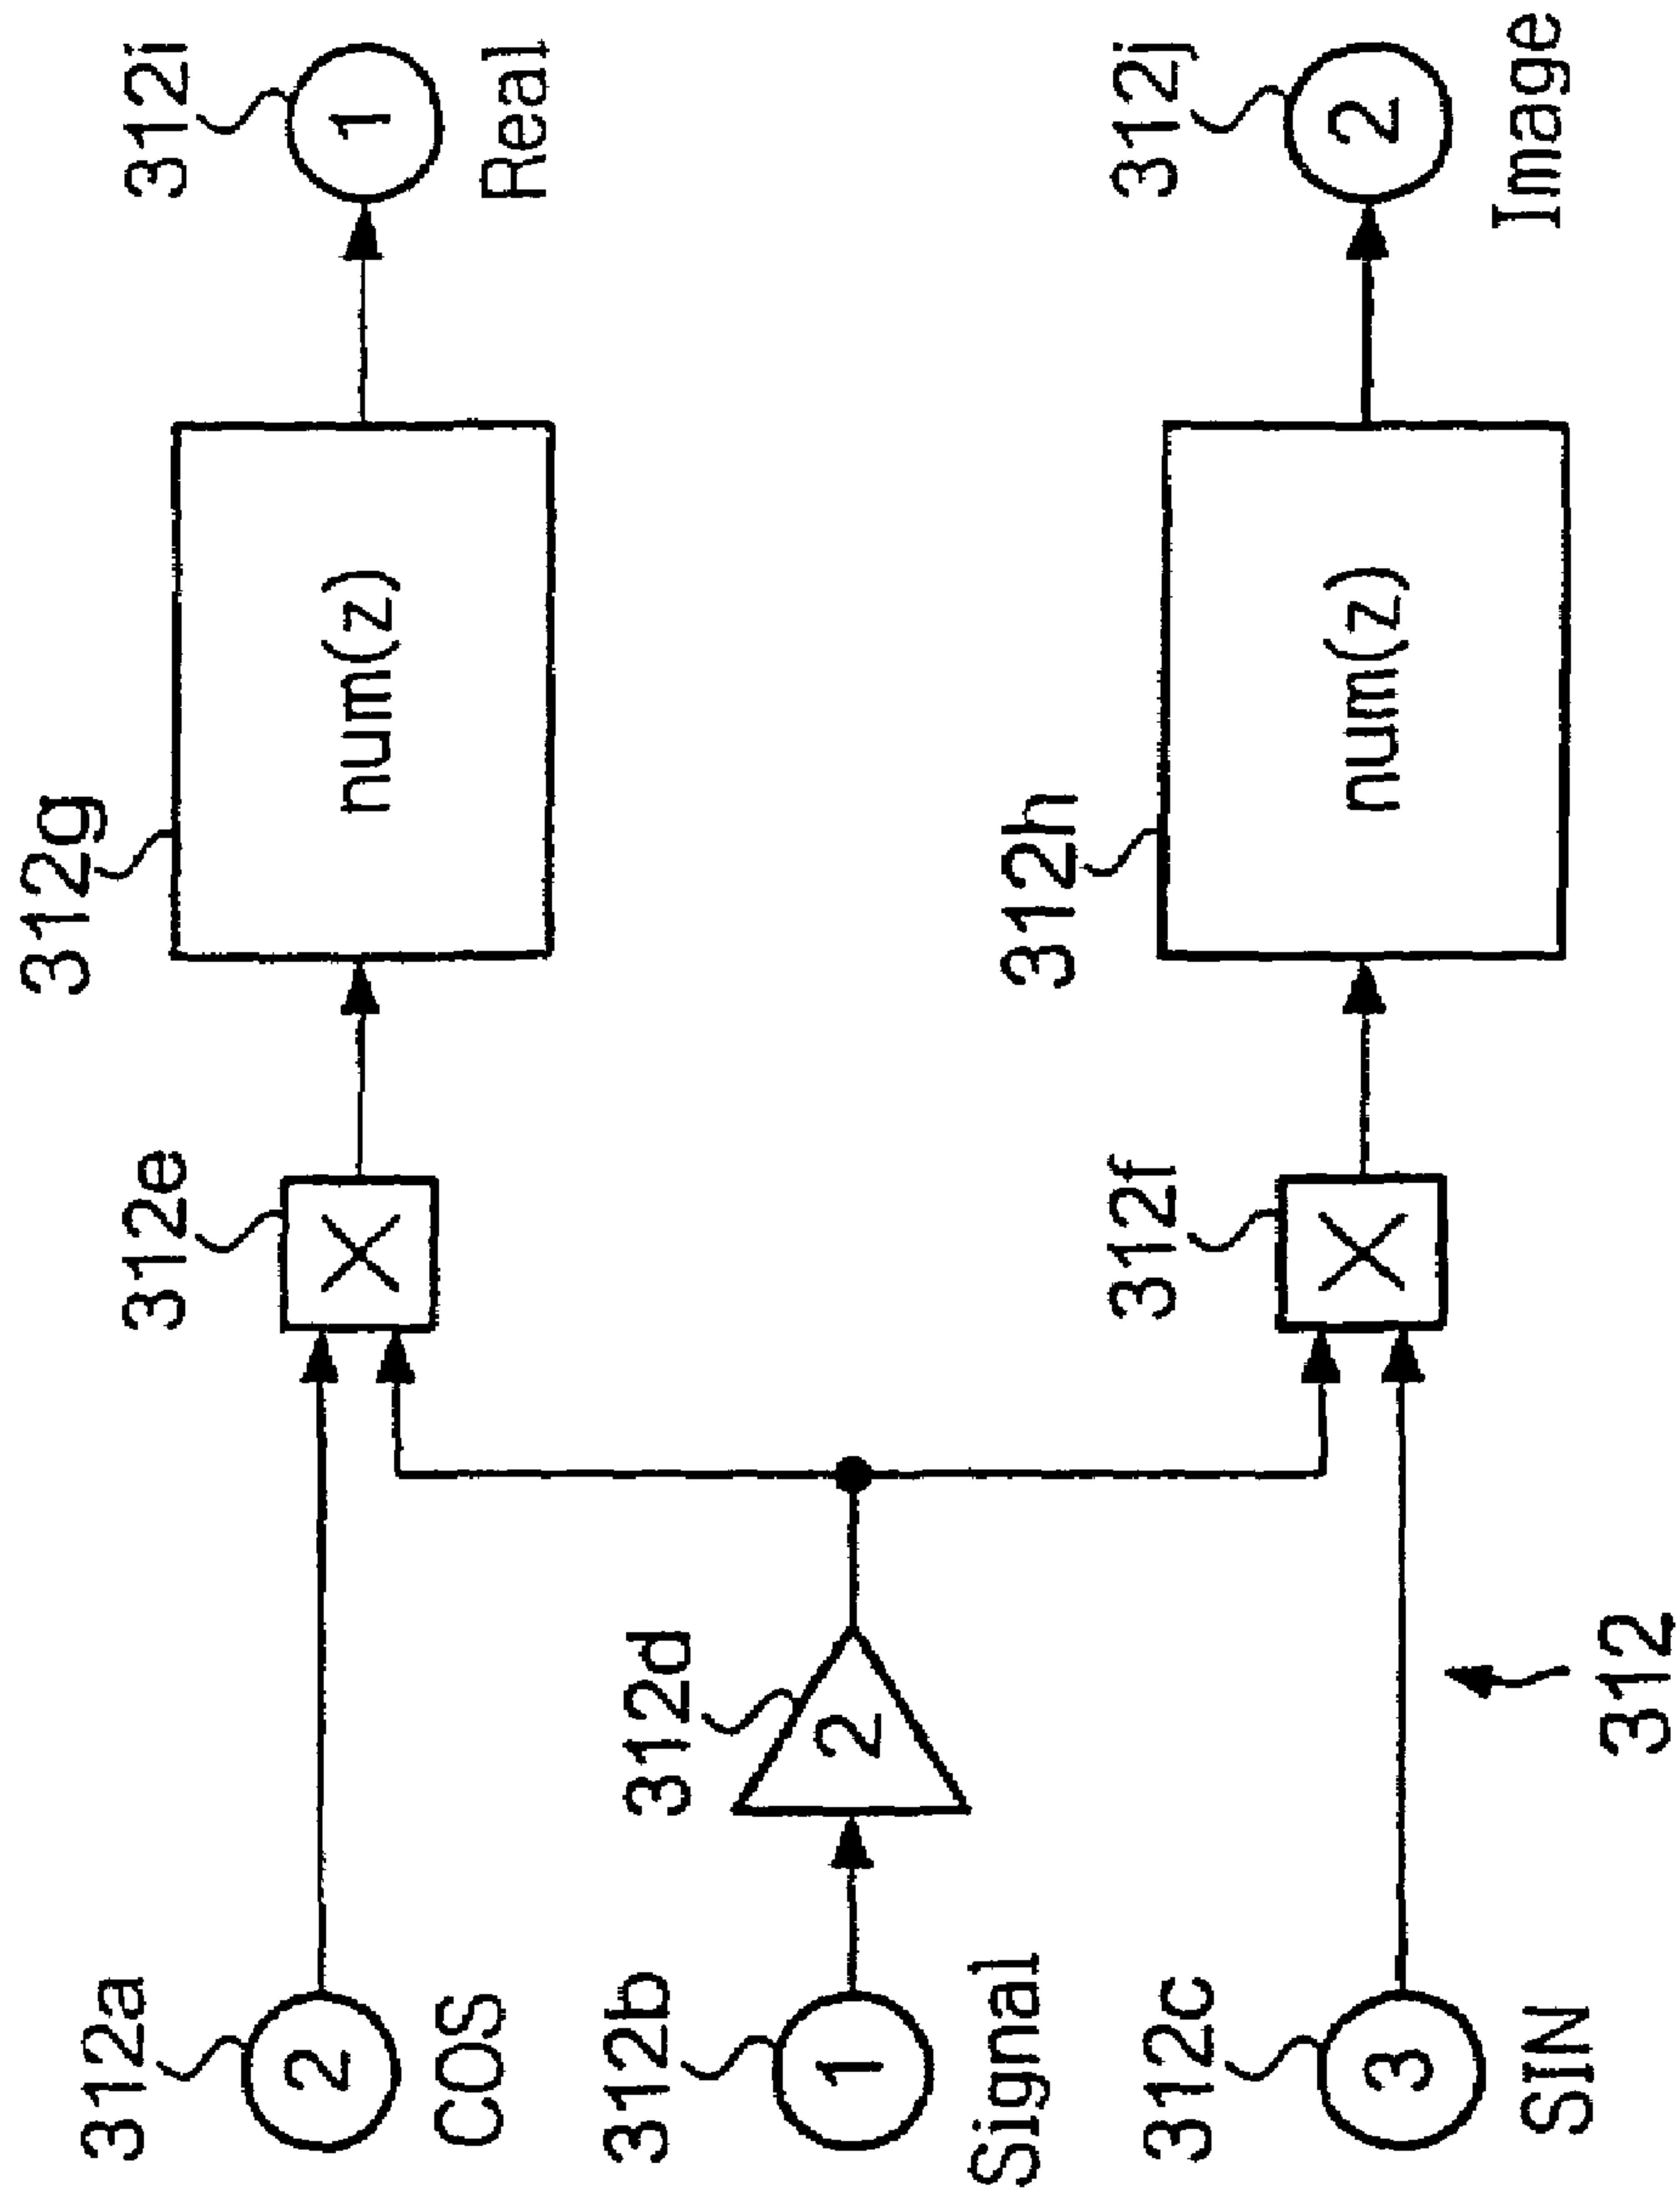 312a
2
COS
312b
1
Signal
312c
3
SIN
312d
2
312
312e
X
312f
X
312g
num(z)
312h
num(z)
312i
1
Real
312j
2
Image